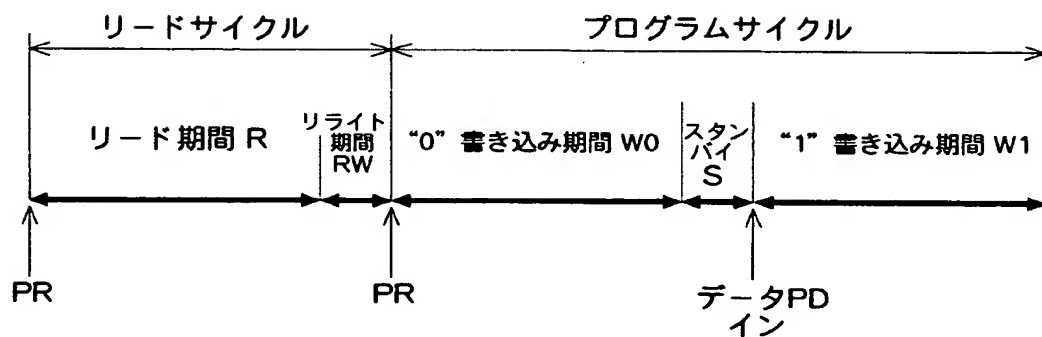 リードサイクル
プログラムサイクル
リード期間 R
リライト
期間
RW
“0” 書き込み期間 W0
スタン
バイ
S
“1” 書き込み期間 W1
PR
PR
データPD
イン